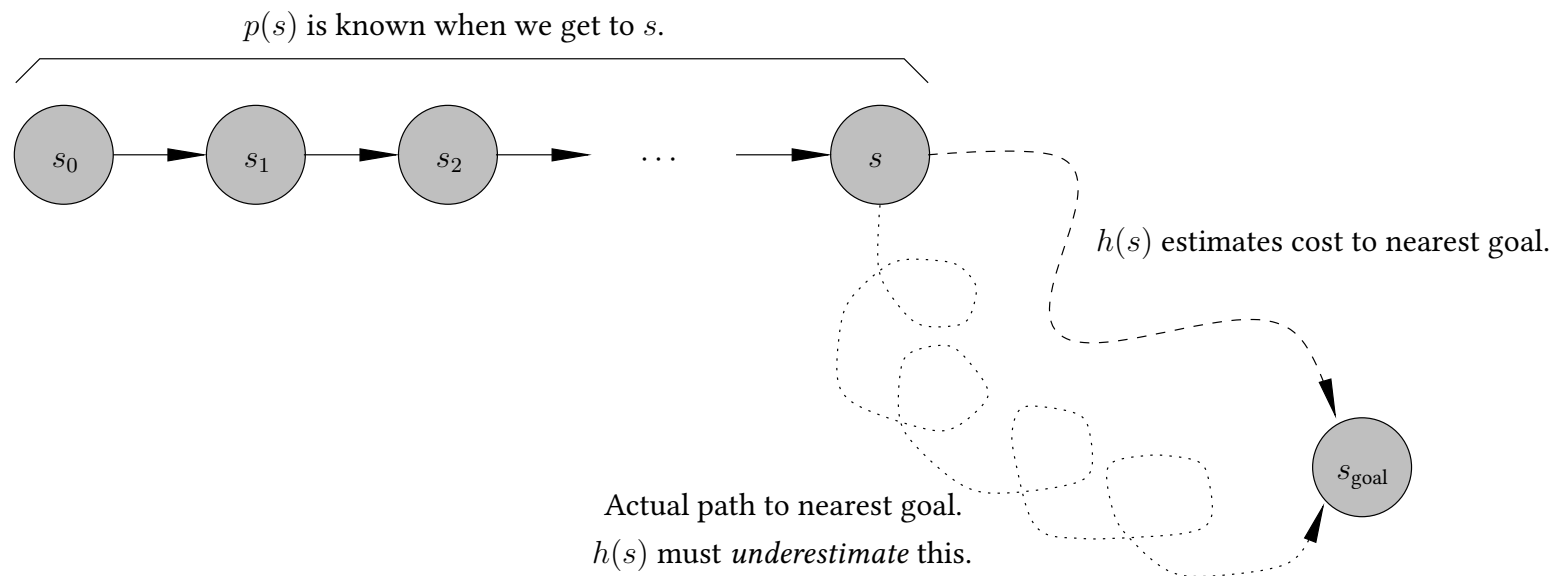 p(s) is known when we get to s.
s₀
s₁
s₂
...
s
h(s) estimates cost to nearest goal.
s_goal
Actual path to nearest goal.
h(s) must underestimate this.